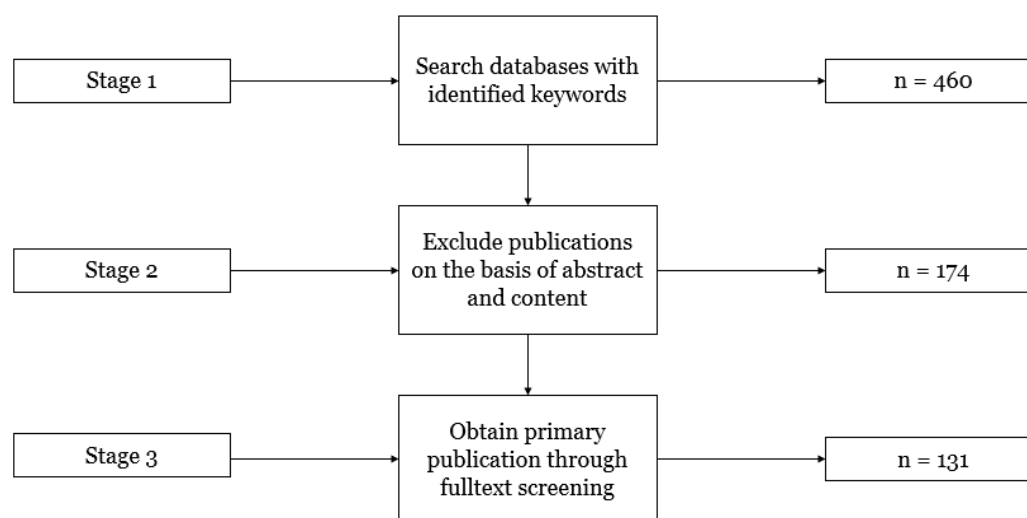 Stage 1
Search databases with
identified keywords
n = 460
Stage 2
Exclude publications
on the basis of abstract
and content
n = 174
Stage 3
Obtain primary
publication through
fulltext screening
n = 131